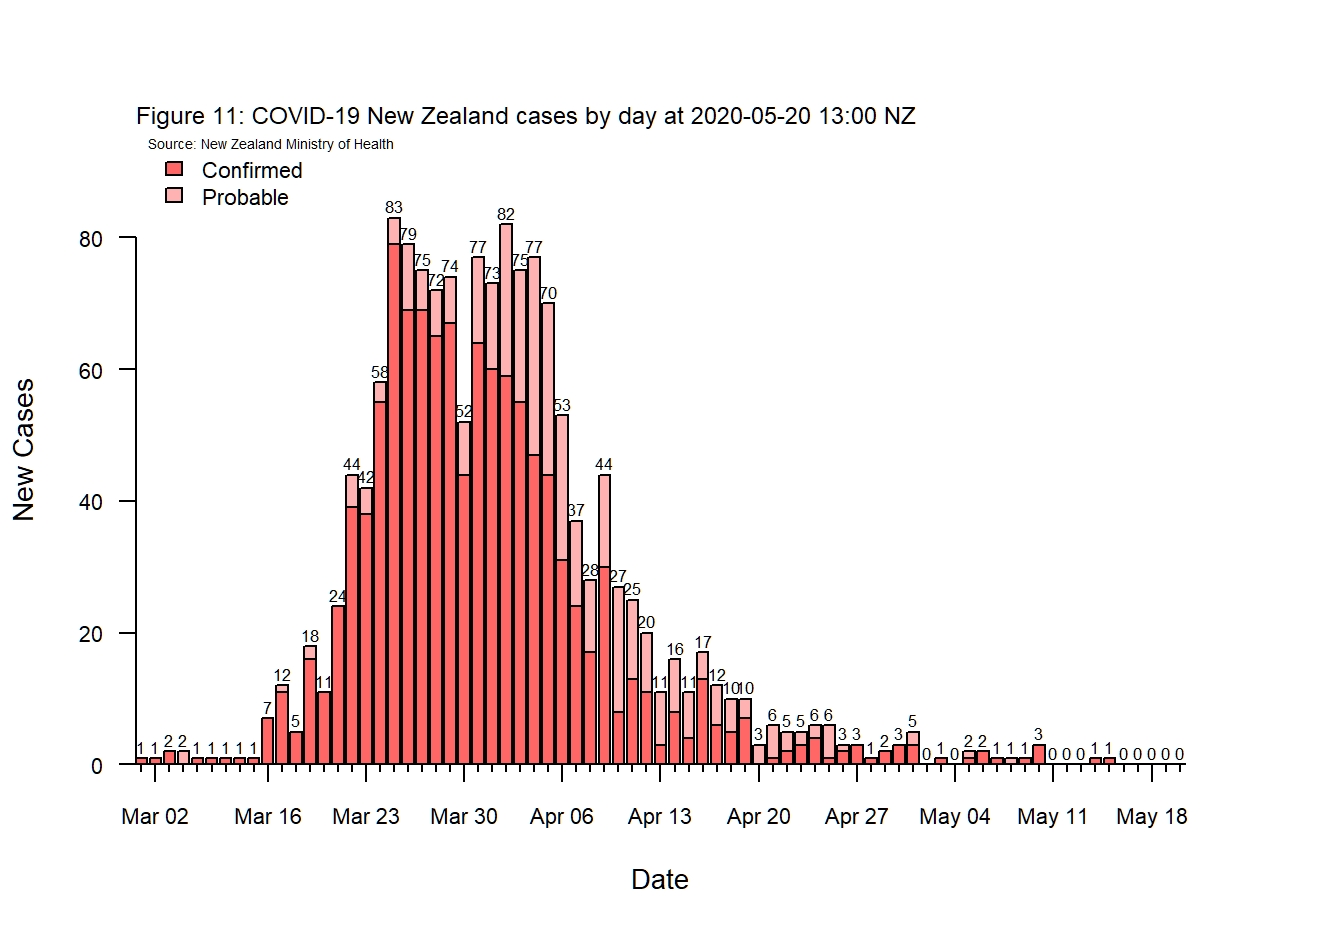 Figure 11: COVID-19 New Zealand cases by day at 2020-05-20 13:00 NZ
Source: New Zealand Ministry of Health
Confirmed
Probable
New Cases
80
60
40
20
0
1 1 2 2 1 1 1 1 1 7 12 5 18 11 24 44 42 58 83 79 75 72 74 52 77 73 82 75 77 70 53 37 28 44 27 25 20 11 16 11 17 12 10 10 3 6 5 5 6 6 3 3 1 2 3 5 0 1 0 2 2 1 1 1 3 0 0 0 1 1 0 0 0 0 0
Mar 02 Mar 16 Mar 23 Mar 30 Apr 06 Apr 13 Apr 20 Apr 27 May 04 May 11 May 18
Date